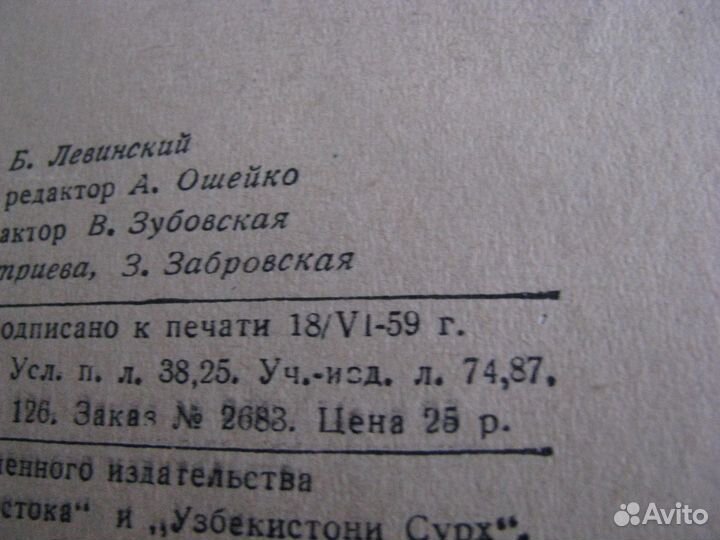 Б. Левинский
редактор А. Ошейко
актор В. Зубовская
триева, З. Забровская
одписано к печати 18/VI-59 г.
Усл. п. л. 38,25. Уч.-изд. л. 74,87.
126. Заказ № 2683. Цена 25 р.
енного издательства
стока" и „Узбекистони Сурх".
Avito